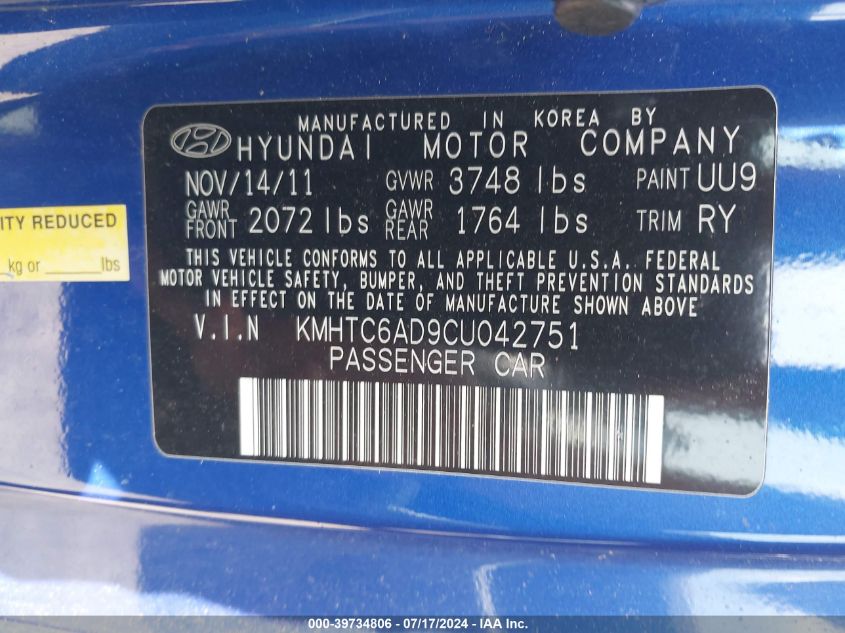 MANUFACTURED IN KOREA BY
HYUNDAI MOTOR COMPANY
NOV/14/11 GVWR 3748 lbs PAINT UU9
GAWR FRONT 2072 lbs GAWR REAR 1764 lbs TRIM RY
THIS VEHICLE CONFORMS TO ALL APPLICABLE U.S.A. FEDERAL
MOTOR VEHICLE SAFETY, BUMPER, AND THEFT PREVENTION STANDARDS
IN EFFECT ON THE DATE OF MANUFACTURE SHOWN ABOVE
V.I.N KMHTC6AD9CU042751
PASSENGER CAR
ITY REDUCED
kg or ______lbs
000-39734806 - 07/17/2024 - IAA Inc.